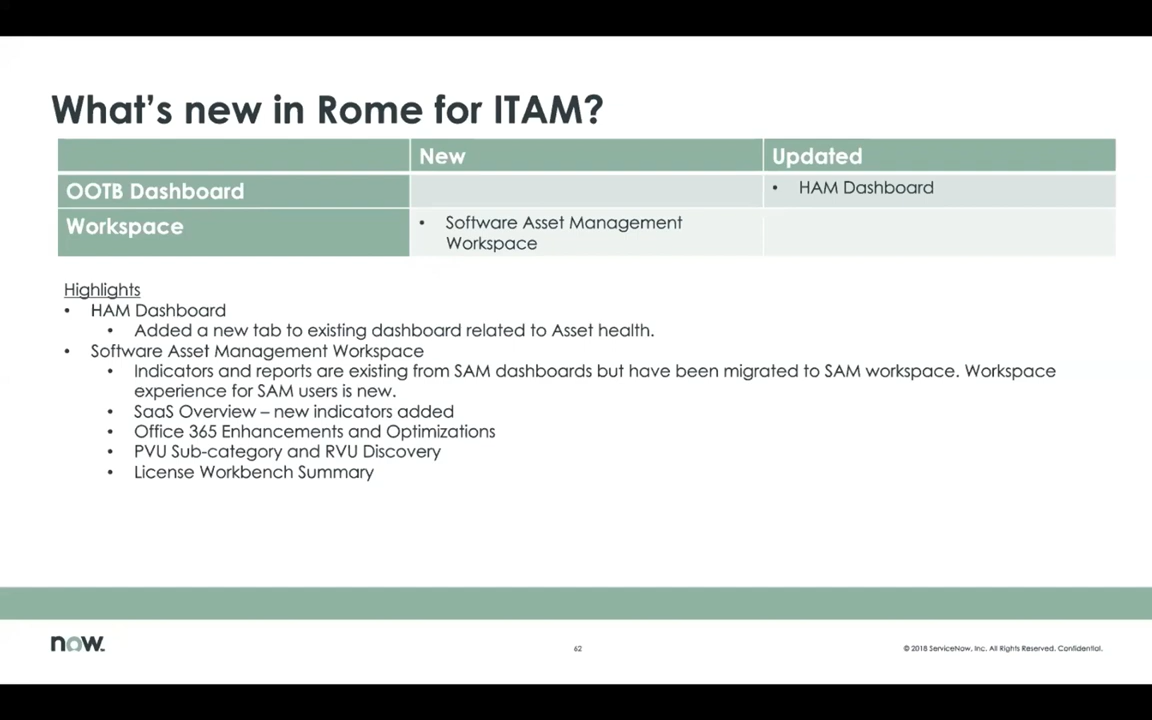 What's new in Rome for ITAM?
New
Updated
OOTB Dashboard
• HAM Dashboard
Workspace
• Software Asset Management
Workspace
Highlights
• HAM Dashboard
• Added a new tab to existing dashboard related to Asset health.
• Software Asset Management Workspace
• Indicators and reports are existing from SAM dashboards but have been migrated to SAM workspace. Workspace
experience for SAM users is new.
• SaaS Overview – new indicators added
• Office 365 Enhancements and Optimizations
• PVU Sub-category and RVU Discovery
• License Workbench Summary
now.
62
© 2018 ServiceNow, Inc. All Rights Reserved. Confidential.